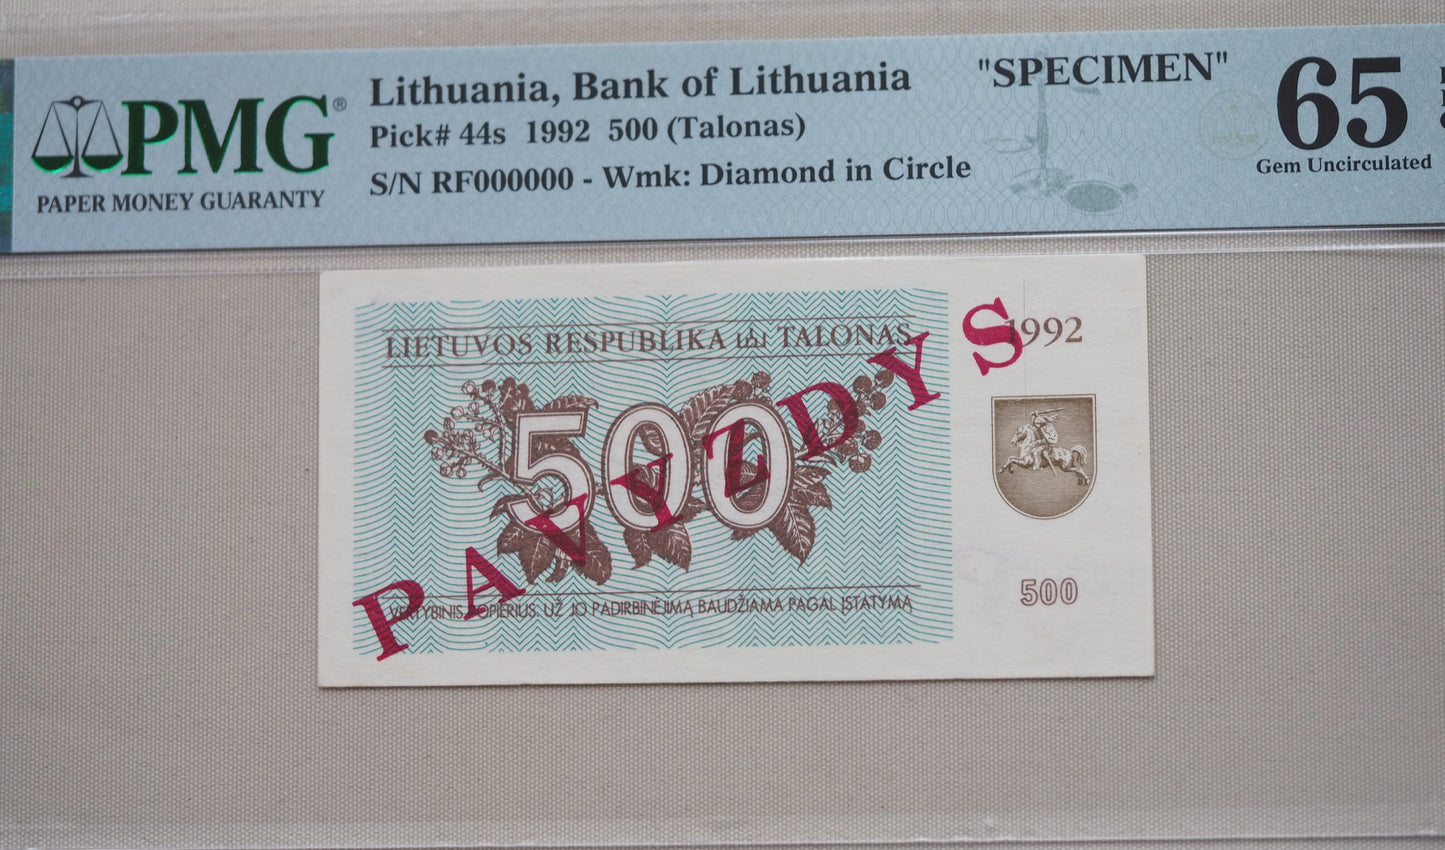 PMG®
PAPER MONEY GUARANTY
Lithuania, Bank of Lithuania
Pick# 44s 1992 500 (Talonas)
S/N RF000000 - Wmk: Diamond in Circle
"SPECIMEN"
65
Gem Uncirculated
LIETUVOS RESPUBLIKA TALONAS
1992
500
PAVYZDYS
500
VERTYBINIS POPIERIUS. UŽ JO PADIRBINĖJIMĄ BAUDŽIAMA PAGAL ĮSTATYMĄ